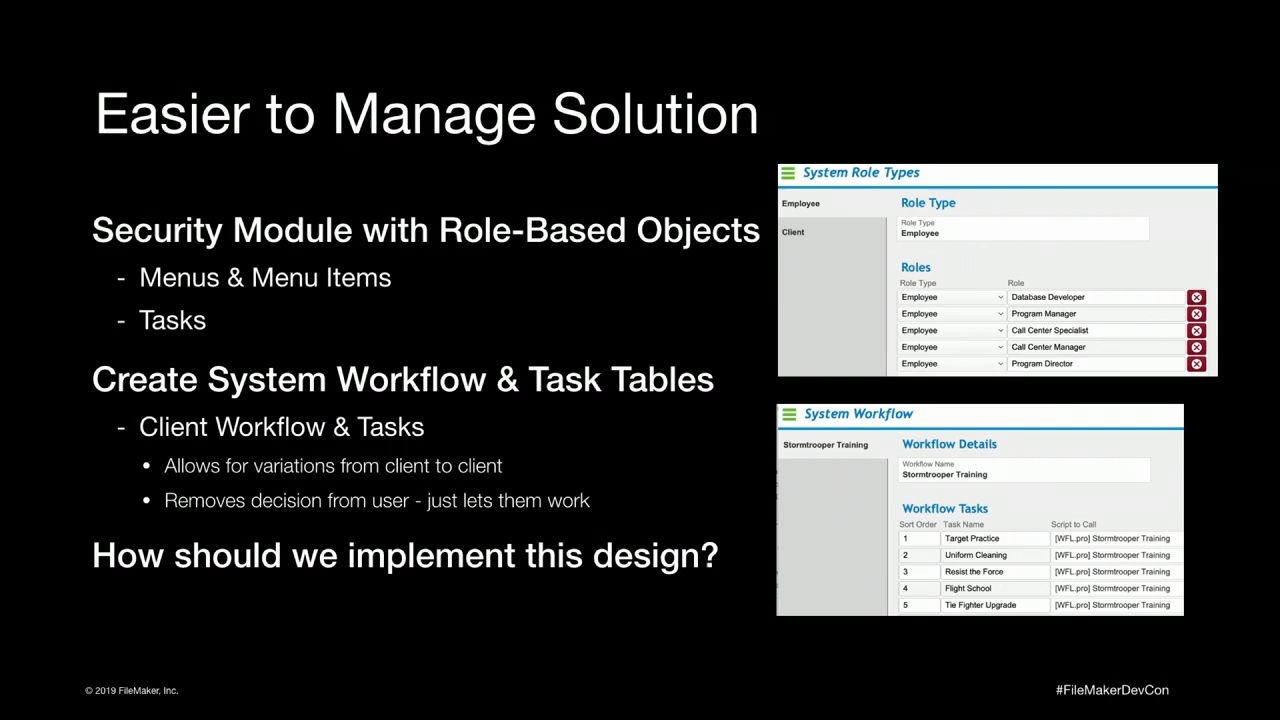 Easier to Manage Solution
Security Module with Role-Based Objects
- Menus & Menu Items
- Tasks
Create System Workflow & Task Tables
- Client Workflow & Tasks
• Allows for variations from client to client
• Removes decision from user - just lets them work
How should we implement this design?
System Role Types
Employee
Client
Role Type
Role Type
Employee
Roles
Role Type Role
Employee Database Developer
Employee Program Manager
Employee Call Center Specialist
Employee Call Center Manager
Employee Program Director
System Workflow
Stormtrooper Training
Workflow Details
Workflow Name
Stormtrooper Training
Workflow Tasks
Sort Order Task Name Script to Call
1 Target Practice [WFL.pro] Stormtrooper Training
2 Uniform Cleaning [WFL.pro] Stormtrooper Training
3 Resist the Force [WFL.pro] Stormtrooper Training
4 Flight School [WFL.pro] Stormtrooper Training
5 Tie Fighter Upgrade [WFL.pro] Stormtrooper Training
© 2019 FileMaker, Inc.
#FileMakerDevCon